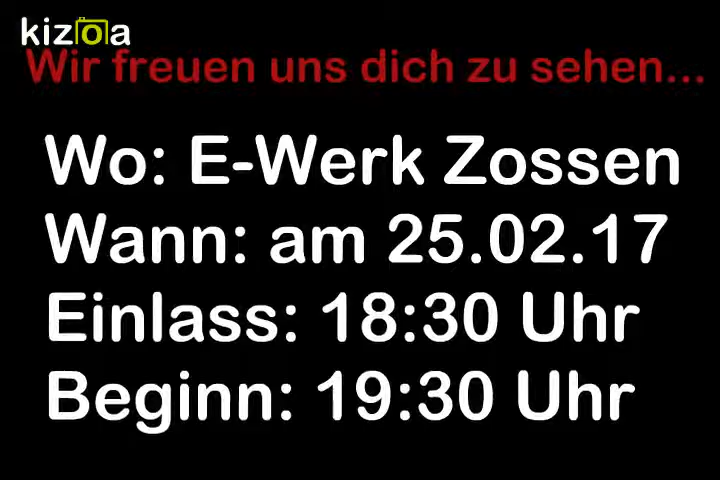 kizoa
Wir freuen uns dich zu sehen...
Wo: E-Werk Zossen
Wann: am 25.02.17
Einlass: 18:30 Uhr
Beginn: 19:30 Uhr